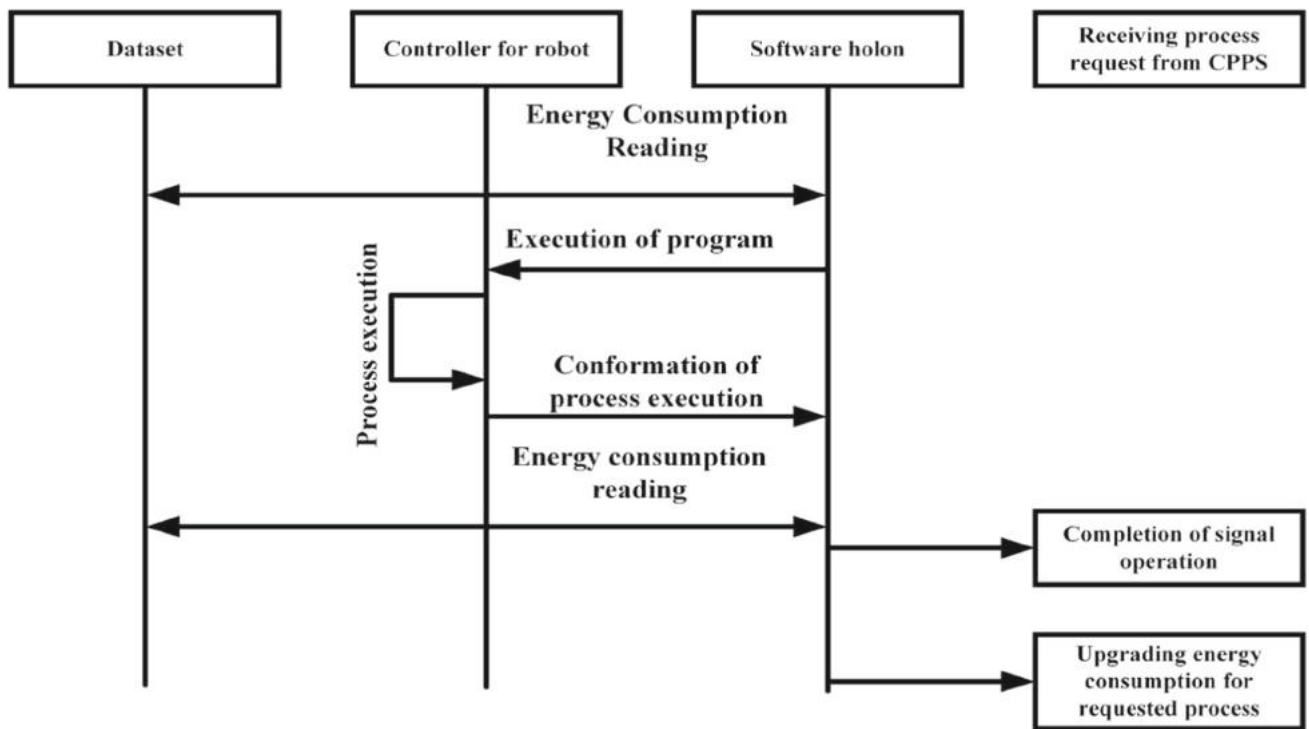 Dataset
Controller for robot
Software holon
Receiving process
request from CPPS
Energy Consumption
Reading
Execution of program
Process execution
Conformation of
process execution
Energy consumption
reading
Completion of signal
operation
Upgrading energy
consumption for
requested process